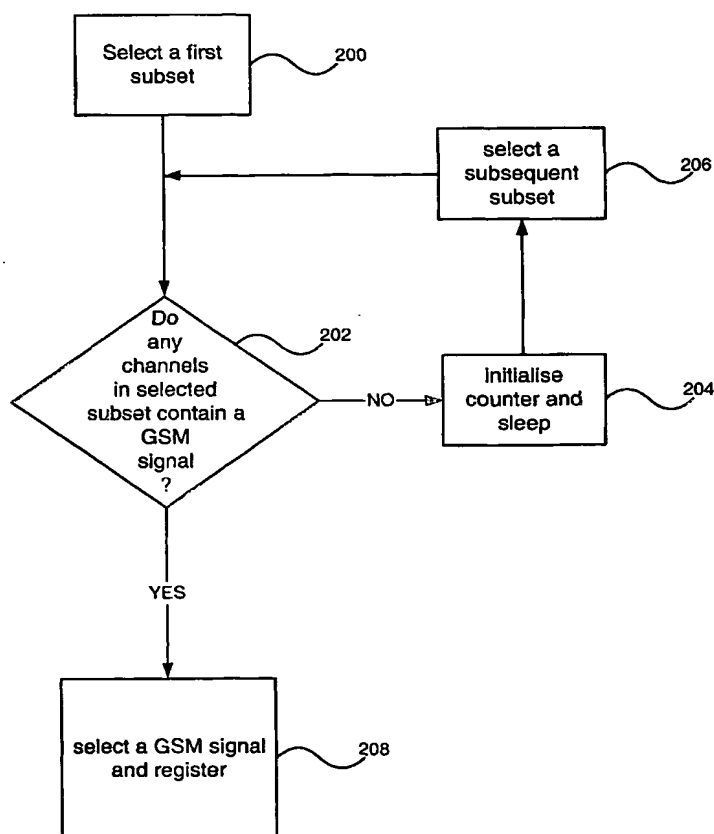 Select a first
subset
200
select a
subsequent
subset
206
Do
any
channels
in selected
subset contain a
GSM
signal
?
202
NO
initialise
counter and
sleep
204
YES
select a GSM signal
and register
208